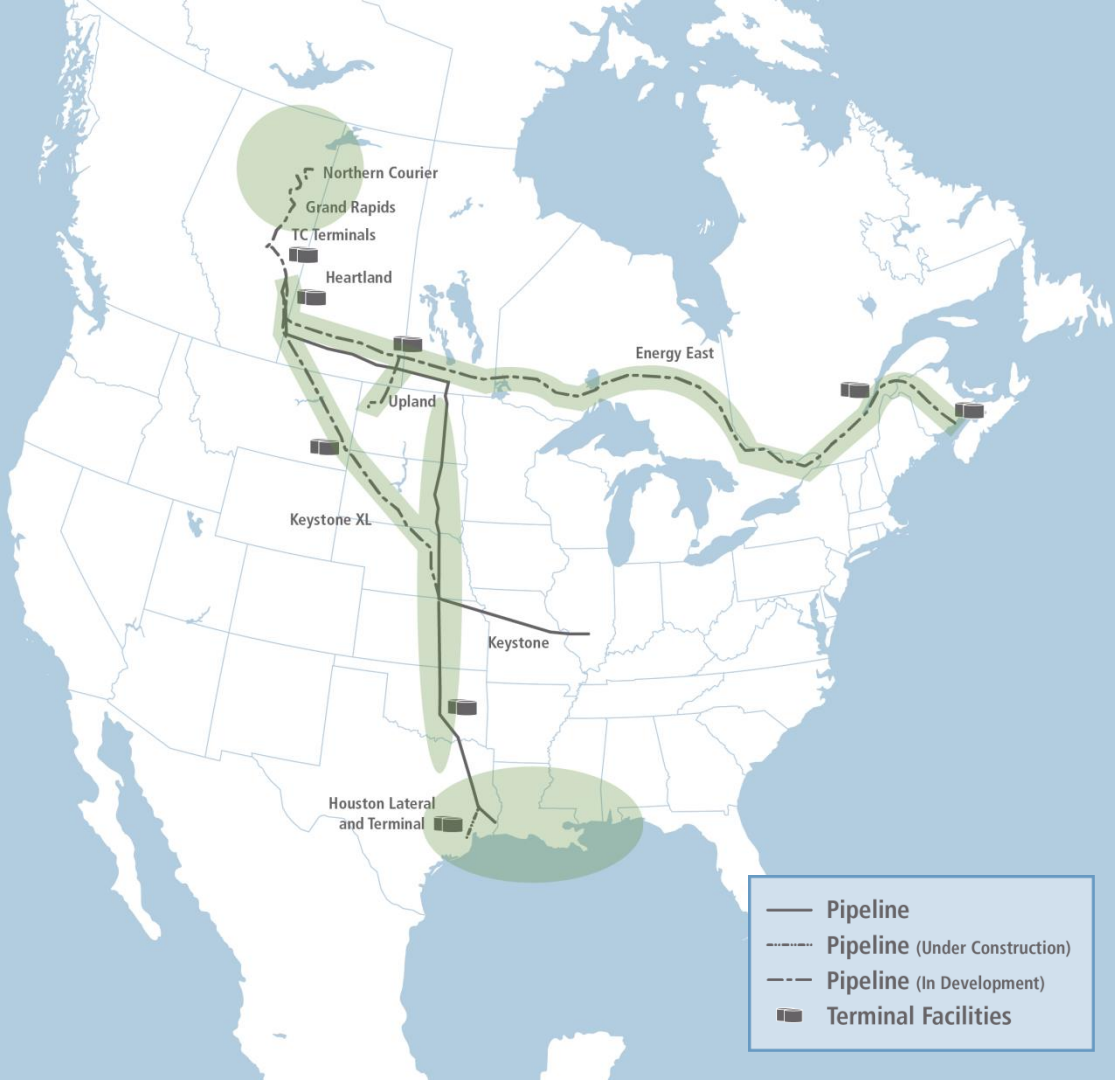 Northern Courier
Grand Rapids
TC Terminals
Heartland
Energy East
Upland
Keystone XL
Keystone
Houston Lateral
and Terminal
Pipeline
Pipeline (Under Construction)
Pipeline (In Development)
Terminal Facilities